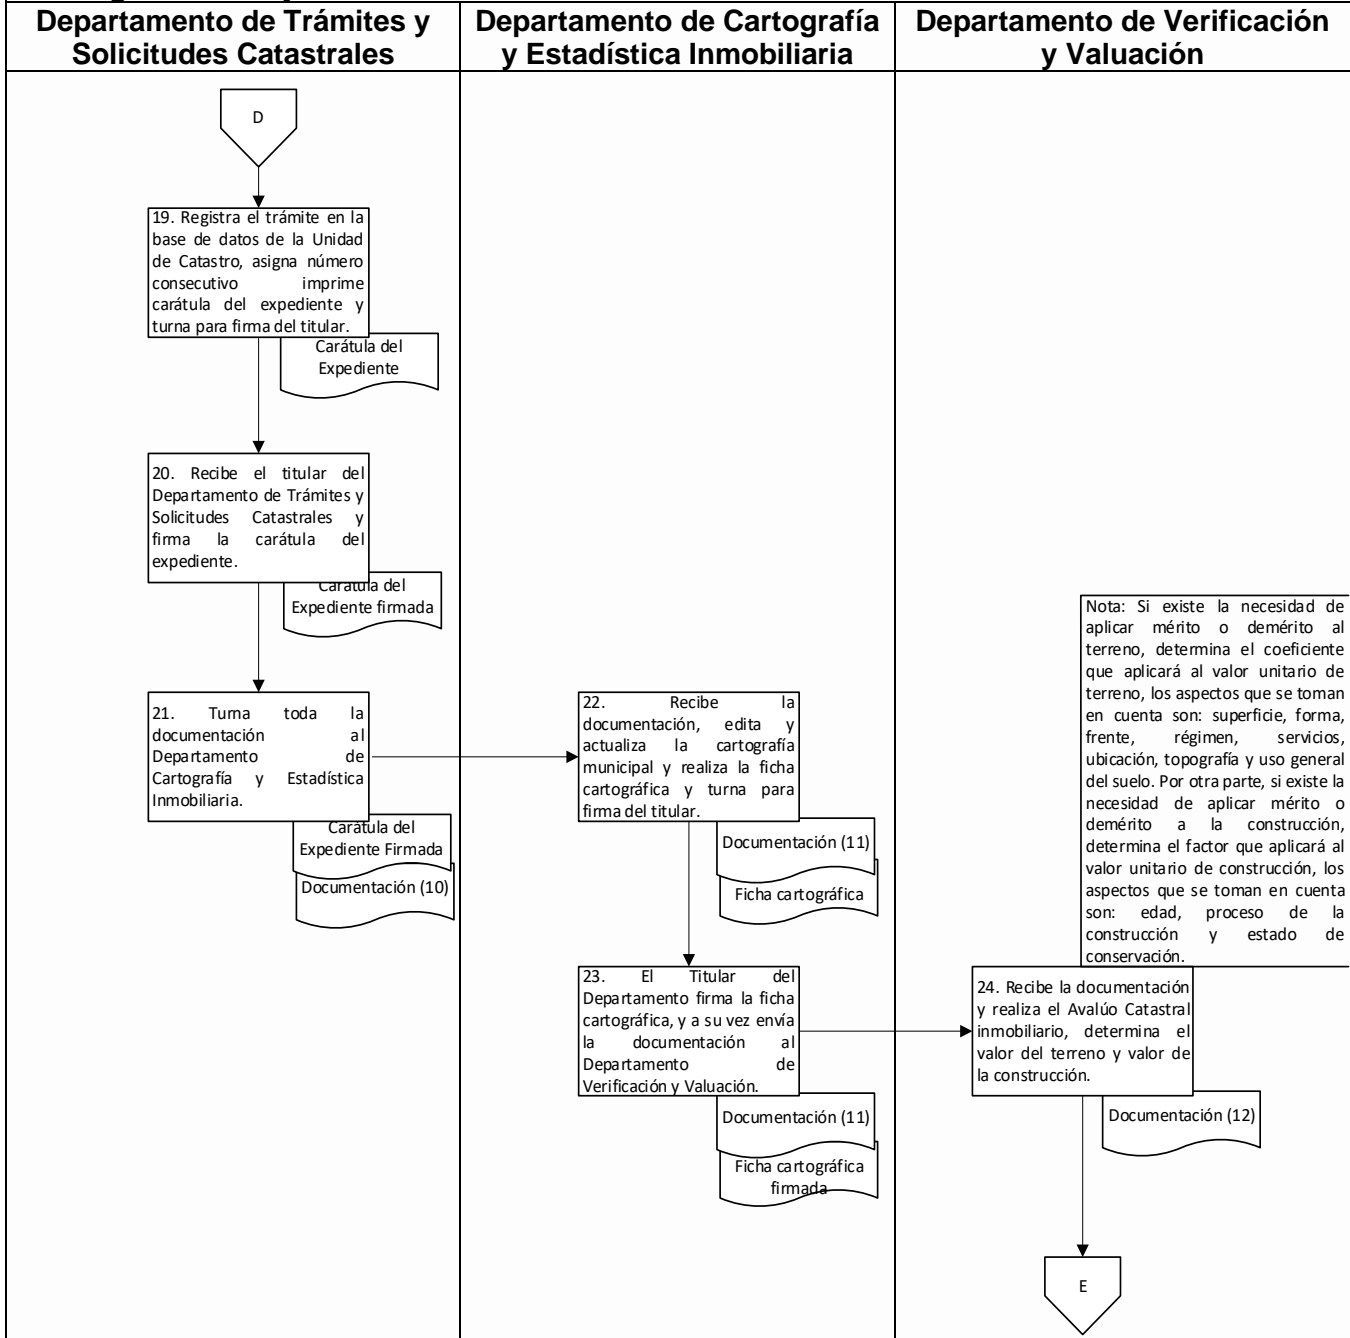 Departamento de Trámites y
Solicitudes Catastrales
Departamento de Cartografía
y Estadística Inmobiliaria
Departamento de Verificación
y Valuación
D
19. Registra el trámite en la
base de datos de la Unidad
de Catastro, asigna número
consecutivo imprime
carátula del expediente y
turna para firma del titular.
Carátula del
Expediente
20. Recibe el titular del
Departamento de Trámites y
Solicitudes Catastrales y
firma la carátula del
expediente.
Carátula del
Expediente firmada
21. Turna toda la
documentación al
Departamento de
Cartografía y Estadística
Inmobiliaria.
Carátula del
Expediente Firmada
Documentación (10)
22. Recibe la
documentación, edita y
actualiza la cartografía
municipal y realiza la ficha
cartográfica y turna para
firma del titular.
Documentación (11)
Ficha cartográfica
23. El Titular del
Departamento firma la ficha
cartográfica, y a su vez envía
la documentación al
Departamento de
Verificación y Valuación.
Documentación (11)
Ficha cartográfica
firmada
Nota: Si existe la necesidad de
aplicar mérito o demérito al
terreno, determina el coeficiente
que aplicará al valor unitario de
terreno, los aspectos que se toman
en cuenta son: superficie, forma,
frente, régimen, servicios,
ubicación, topografía y uso general
del suelo. Por otra parte, si existe la
necesidad de aplicar mérito o
demérito a la construcción,
determina el factor que aplicará al
valor unitario de construcción, los
aspectos que se toman en cuenta
son: edad, proceso de la
construcción y estado de
conservación.
24. Recibe la documentación
y realiza el Avalúo Catastral
inmobiliario, determina el
valor del terreno y valor de
la construcción.
Documentación (12)
E